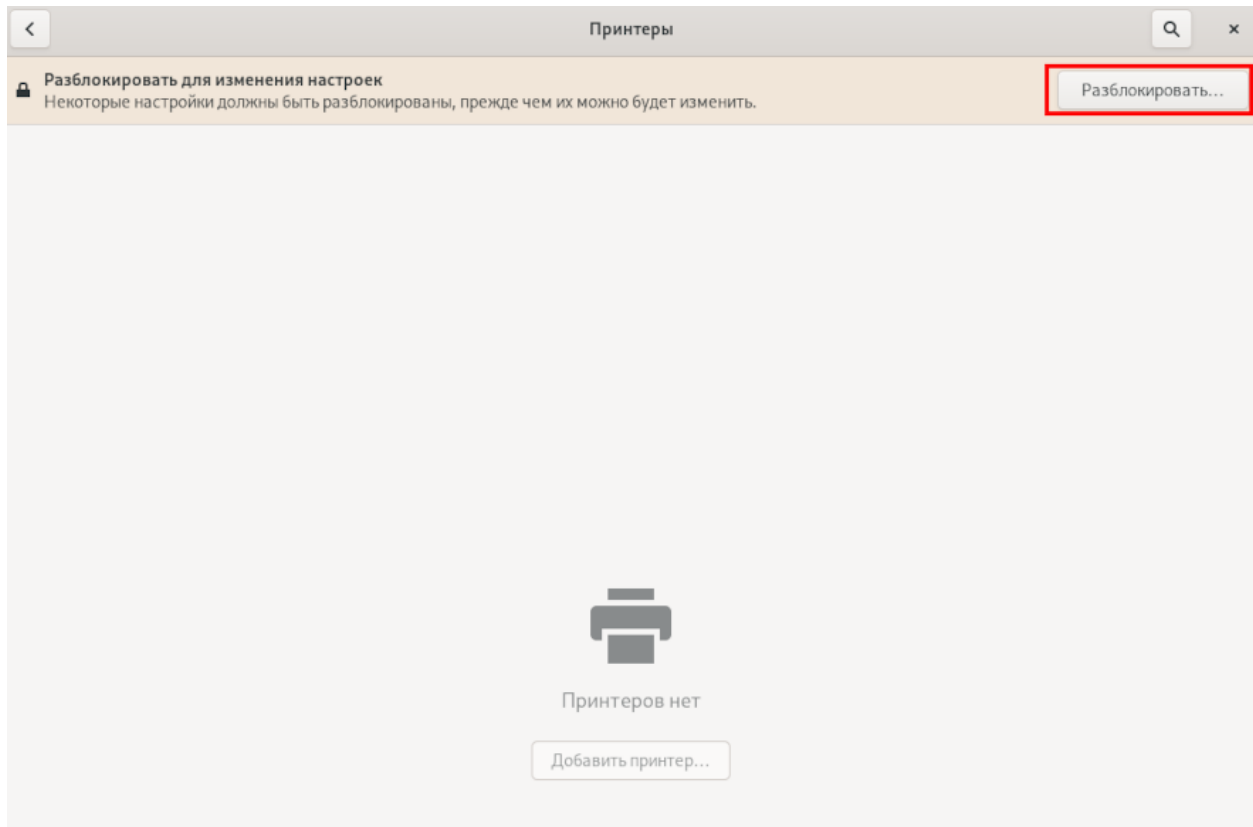 Принтеры
Разблокировать для изменения настроек
Некоторые настройки должны быть разблокированы, прежде чем их можно будет изменить.
Разблокировать...
Принтеров нет
Добавить принтер...